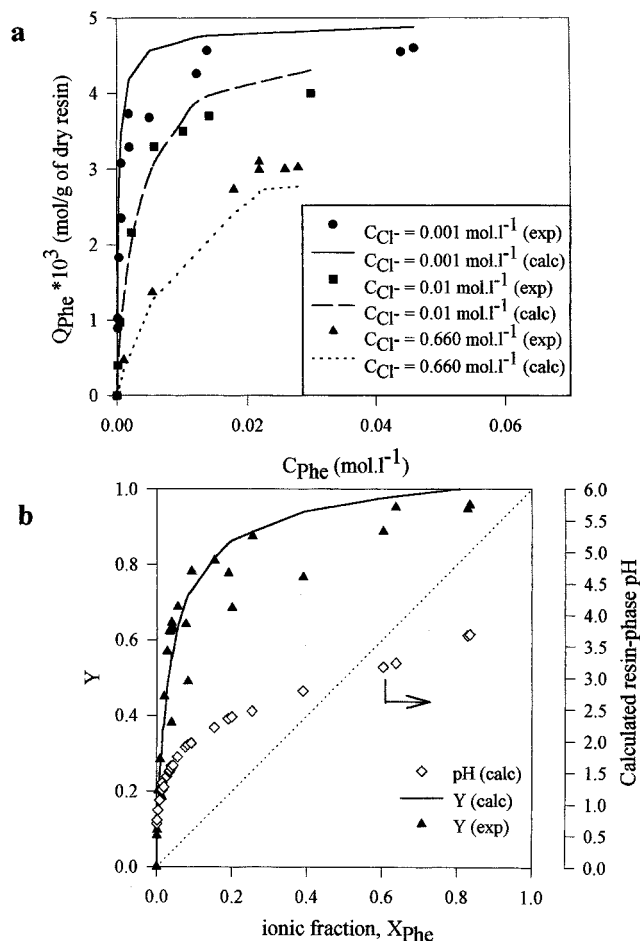 a
5
4
3
2
1
0
Q_Phe *10^3 (mol/g of dry resin)
C_Cl- = 0.001 mol.l^-1 (exp)
C_Cl- = 0.001 mol.l^-1 (calc)
C_Cl- = 0.01 mol.l^-1 (exp)
C_Cl- = 0.01 mol.l^-1 (calc)
C_Cl- = 0.660 mol.l^-1 (exp)
C_Cl- = 0.660 mol.l^-1 (calc)
0.00 0.02 0.04 0.06
C_Phe (mol.l^-1)
b
1.0
0.8
0.6
0.4
0.2
0.0
Y
6.0
5.5
5.0
4.5
4.0
3.5
3.0
2.5
2.0
1.5
1.0
0.5
0.0
Calculated resin-phase pH
pH (calc)
Y (calc)
Y (exp)
0.0 0.2 0.4 0.6 0.8 1.0
ionic fraction, X_Phe